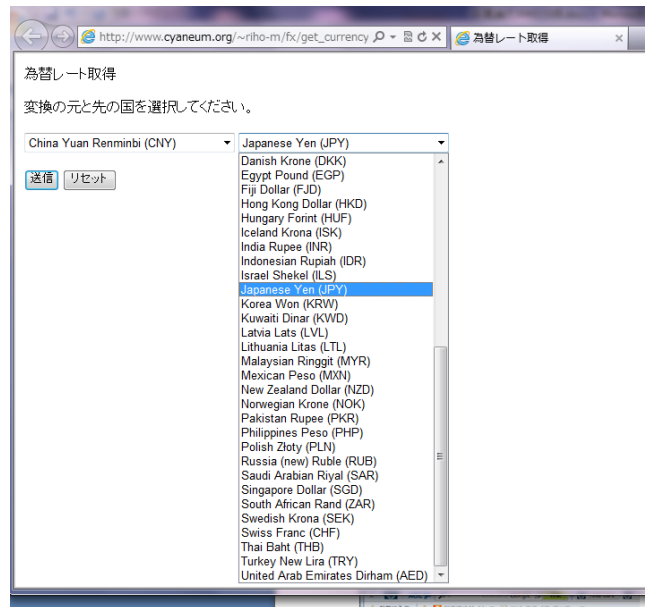 http://www.cyaneum.org/~riho-m/fx/get_currency
為替レート取得
為替レート取得
変換の元と先の国を選択してください。
China Yuan Renminbi (CNY)
Japanese Yen (JPY)
送信
リセット
Danish Krone (DKK)
Egypt Pound (EGP)
Fiji Dollar (FJD)
Hong Kong Dollar (HKD)
Hungary Forint (HUF)
Iceland Krona (ISK)
India Rupee (INR)
Indonesian Rupiah (IDR)
Israel Shekel (ILS)
Japanese Yen (JPY)
Korea Won (KRW)
Kuwaiti Dinar (KWD)
Latvia Lats (LVL)
Lithuania Litas (LTL)
Malaysian Ringgit (MYR)
Mexican Peso (MXN)
New Zealand Dollar (NZD)
Norwegian Krone (NOK)
Pakistan Rupee (PKR)
Philippines Peso (PHP)
Polish Złoty (PLN)
Russia (new) Ruble (RUB)
Saudi Arabian Riyal (SAR)
Singapore Dollar (SGD)
South African Rand (ZAR)
Swedish Krona (SEK)
Swiss Franc (CHF)
Thai Baht (THB)
Turkey New Lira (TRY)
United Arab Emirates Dirham (AED)